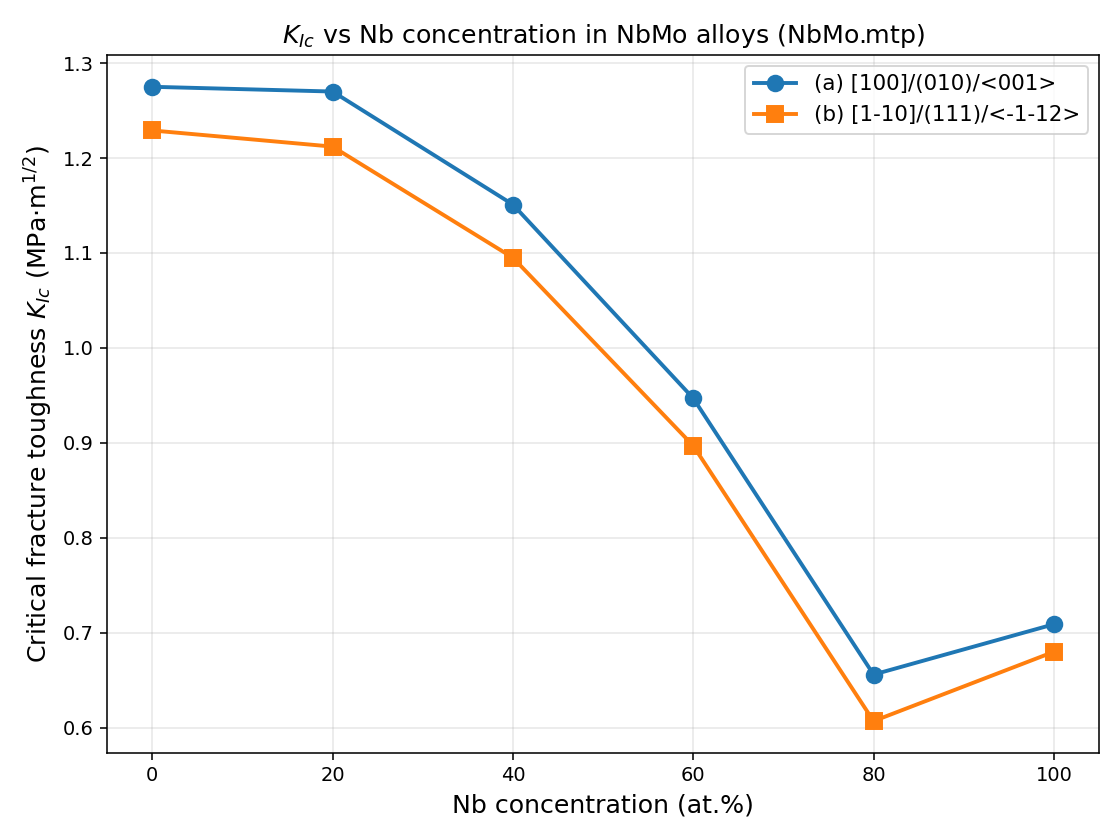 K_Ic vs Nb concentration in NbMo alloys (NbMo.mtp)
(a) [100]/(010)/<001>
(b) [1-10]/(111)/<-1-12>
Critical fracture toughness K_Ic (MPa·m^1/2)
1.3
1.2
1.1
1.0
0.9
0.8
0.7
0.6
0 20 40 60 80 100
Nb concentration (at.%)